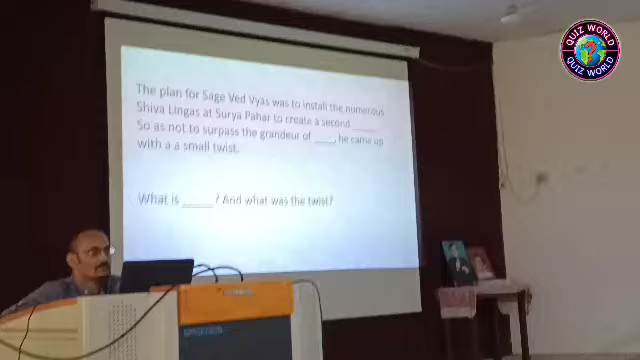 QUIZ WORLD
QUIZ WORLD
The plan for Sage Ved Vyas was to install the numerous
Shiva Lingas at Surya Pahar to create a second _____
So as not to surpass the grandeur of ____, he came up
with a a small twist.
What is _____? And what was the twist?